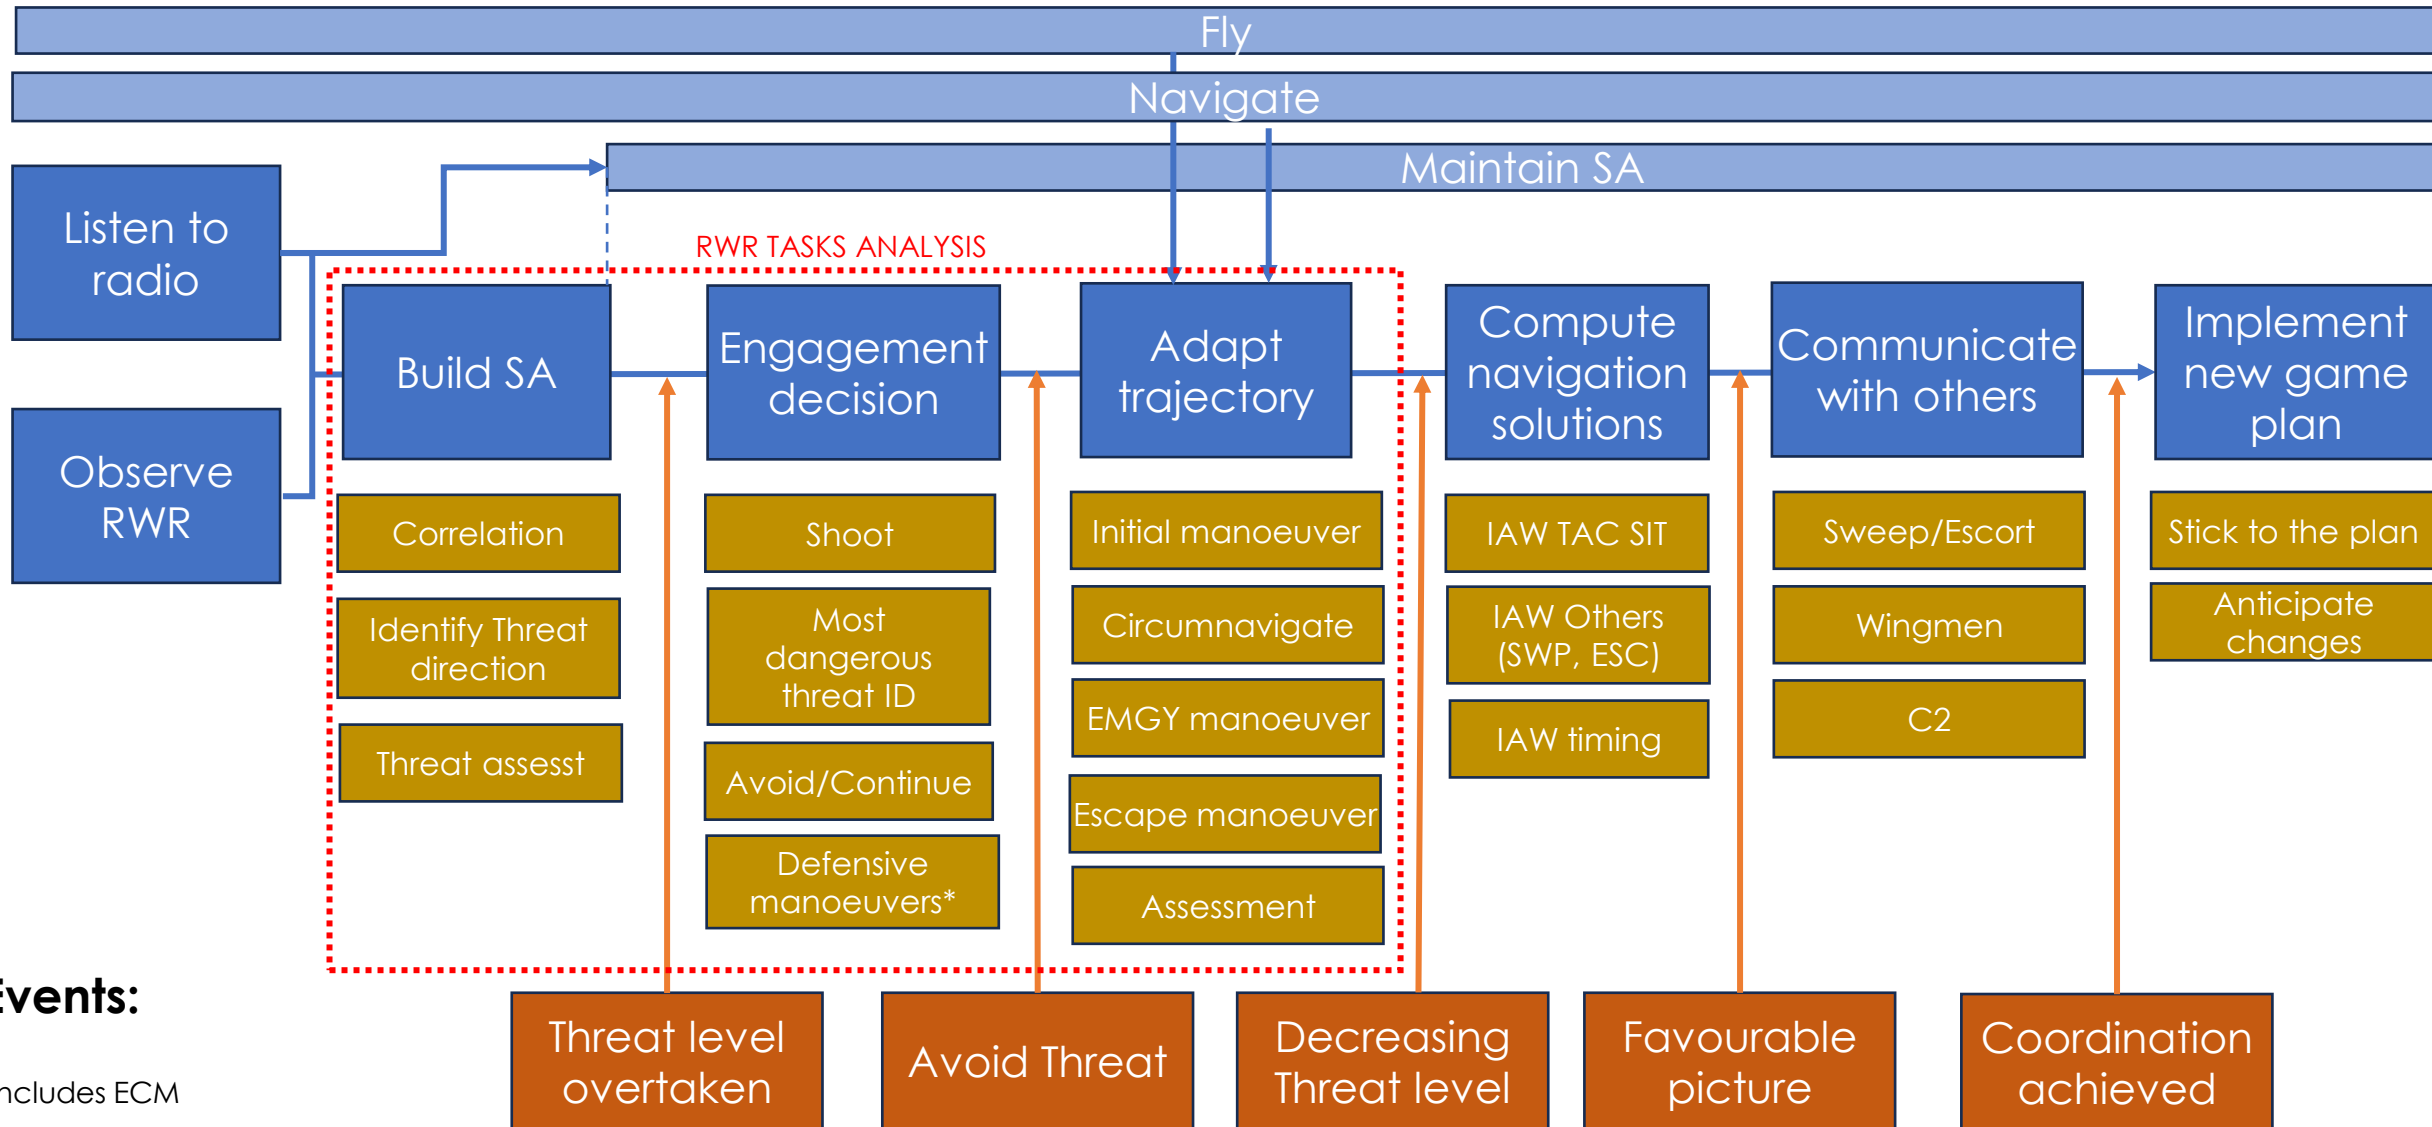 Fly
Navigate
Maintain SA
Listen to
radio
Observe
RWR
RWR TASKS ANALYSIS
Build SA
Correlation
Identify Threat
direction
Threat assesst
Engagement
decision
Shoot
Most
dangerous
threat ID
Avoid/Continue
Defensive
manoeuvers*
Adapt
trajectory
Initial manoeuver
Circumnavigate
EMGY manoeuver
Escape manoeuver
Assessment
Compute
navigation
solutions
IAW TAC SIT
IAW Others
(SWP, ESC)
IAW timing
Communicate
with others
Sweep/Escort
Wingmen
C2
Implement
new game
plan
Stick to the plan
Anticipate
changes
Events:
ncludes ECM
Threat level
overtaken
Avoid Threat
Decreasing
Threat level
Favourable
picture
Coordination
achieved